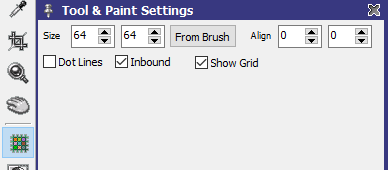 Tool & Paint Settings
Size 64 64 From Brush Align 0 0
Dot Lines Inbound Show Grid